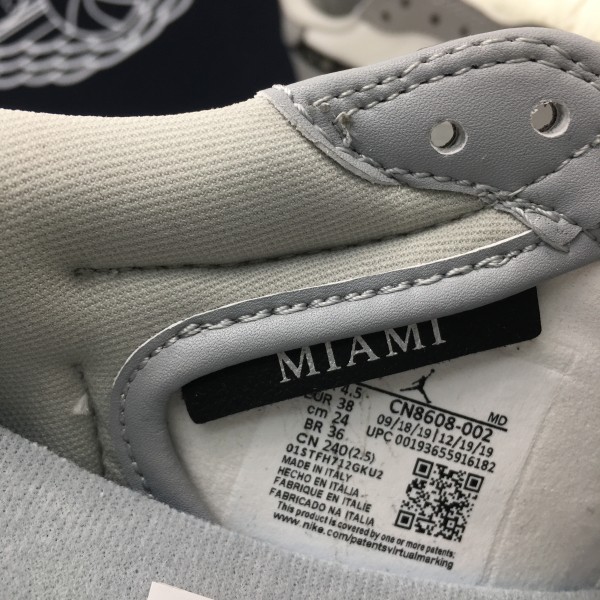 MIAMI
4.5
EUR 38
cm 24
BR 36
CN 240(2.5)
01STFHY12GKU2
MADE IN ITALY
HECHO EN ITALIA
FABRIQUE EN ITALIE
FABRICADO NA ITALIA
This product is covered by one or more patents:
www.nike.com/patentsvirtualmarking
CN8608-002
MD
09/18/19 12/19/19
UPC 00193655916182